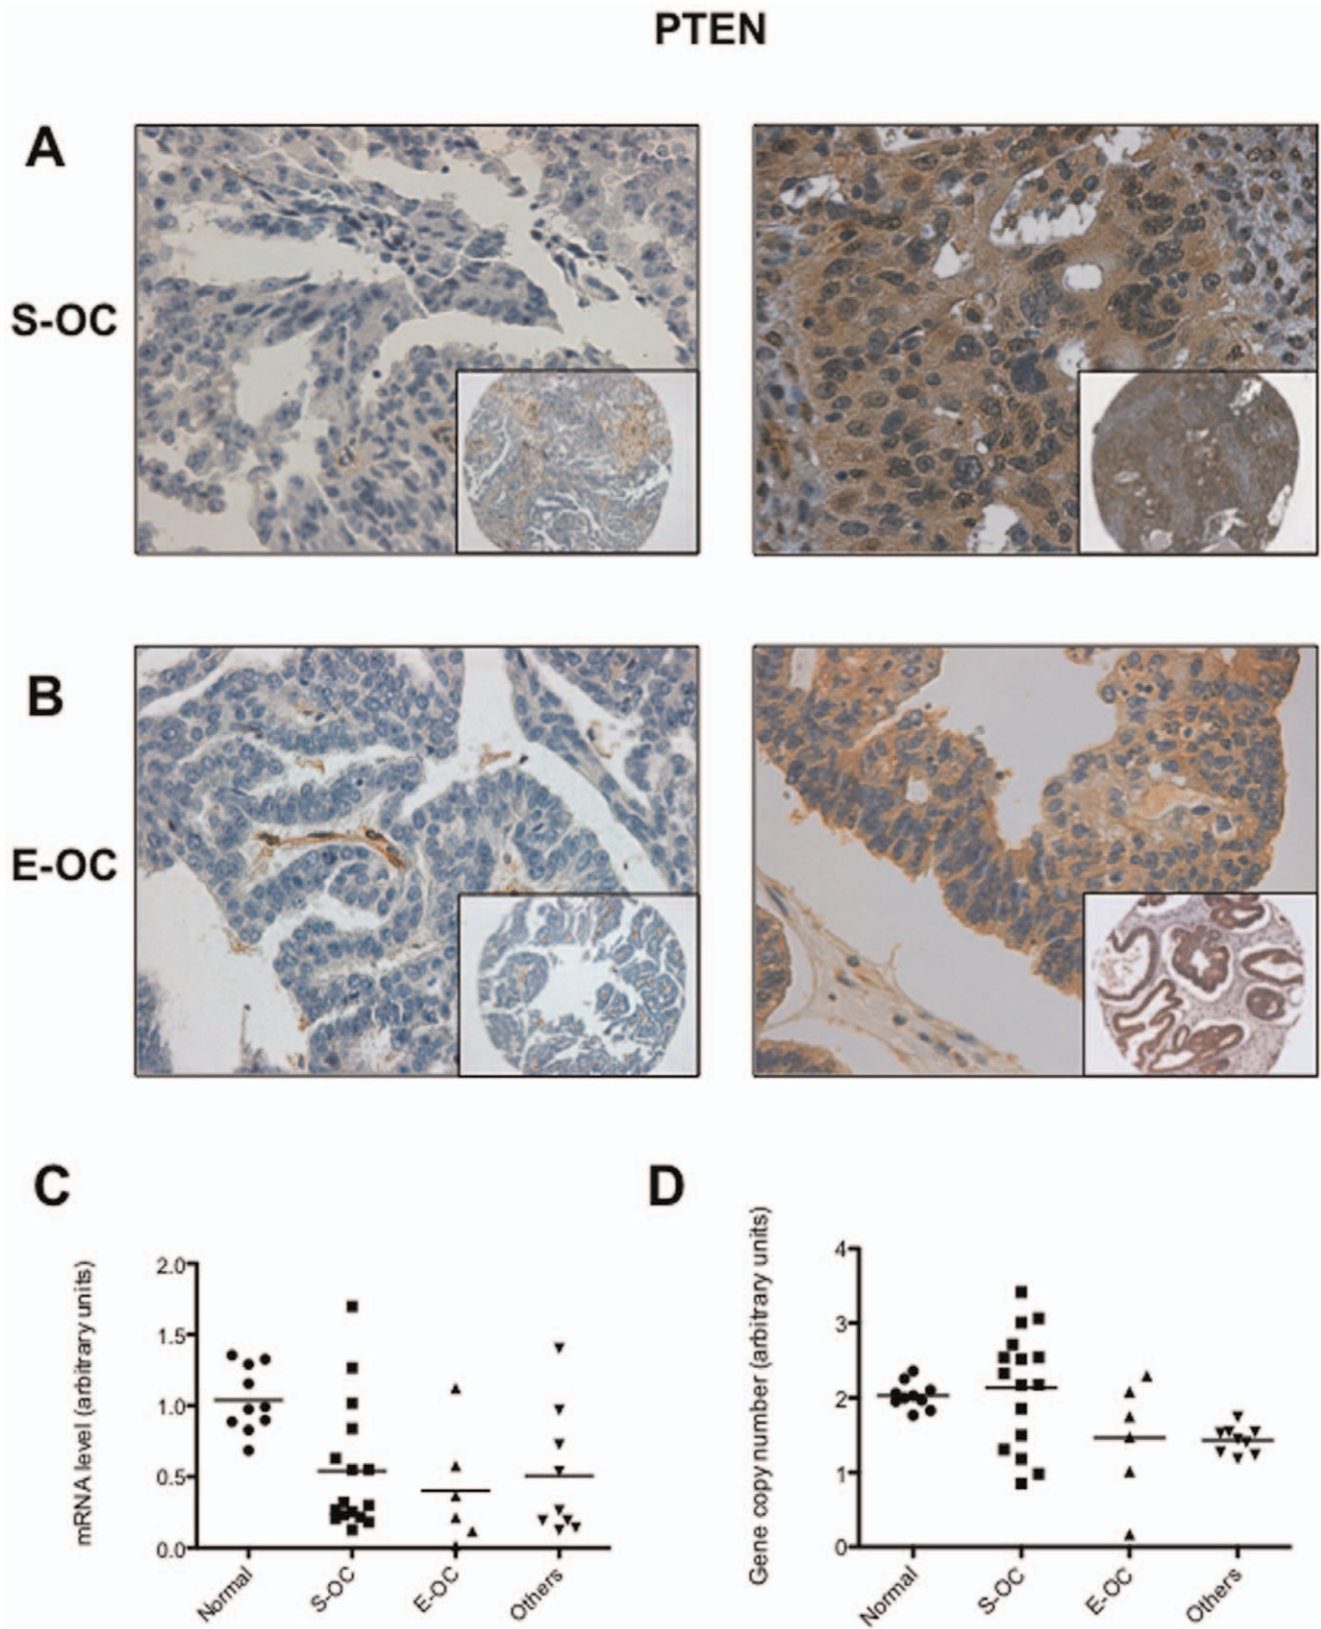 PTEN
A
S-OC
B
E-OC
C
mRNA level (arbitrary units)
2.0
1.5
1.0
0.5
0.0
Normal
S-OC
E-OC
Others
D
Gene copy number (arbitrary units)
4
3
2
1
0
Normal
S-OC
E-OC
Others